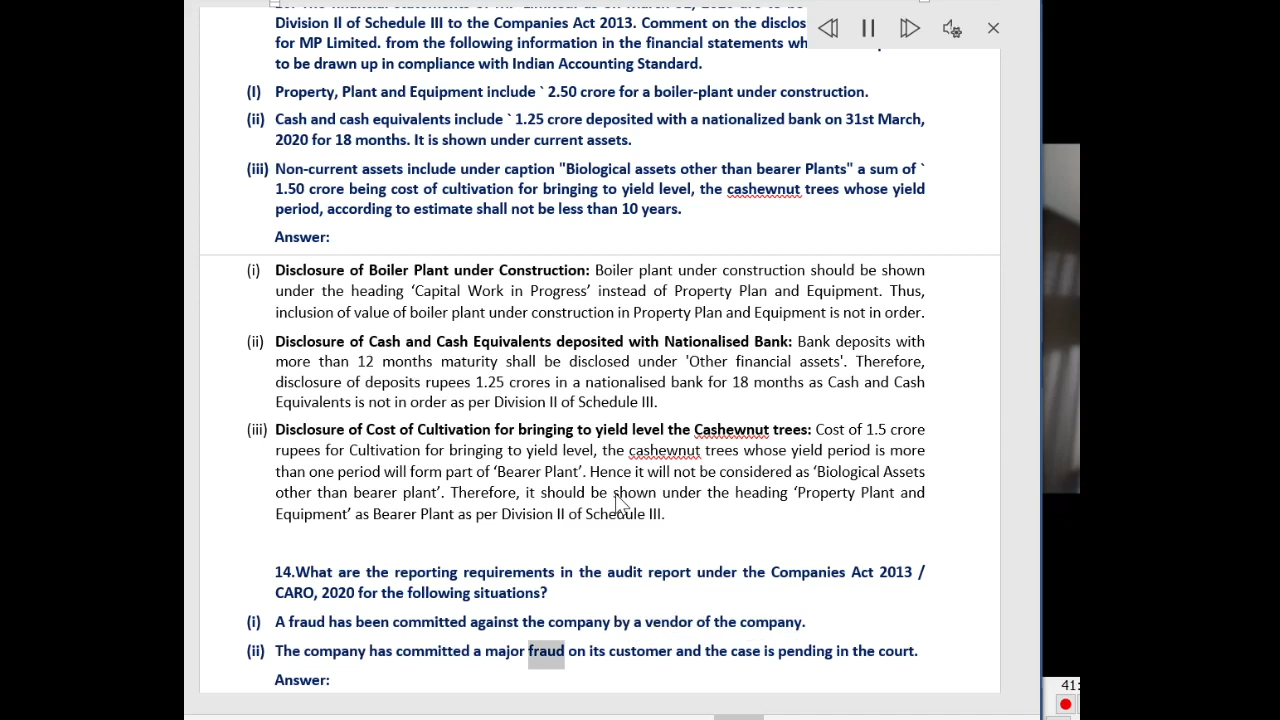 Division II of Schedule III to the Companies Act 2013. Comment on the disclos
for MP Limited. from the following information in the financial statements wh
to be drawn up in compliance with Indian Accounting Standard.
(I) Property, Plant and Equipment include ` 2.50 crore for a boiler-plant under construction.
(ii) Cash and cash equivalents include ` 1.25 crore deposited with a nationalized bank on 31st March,
2020 for 18 months. It is shown under current assets.
(iii) Non-current assets include under caption "Biological assets other than bearer Plants" a sum of `
1.50 crore being cost of cultivation for bringing to yield level, the cashewnut trees whose yield
period, according to estimate shall not be less than 10 years.
Answer:
(i) Disclosure of Boiler Plant under Construction: Boiler plant under construction should be shown
under the heading ‘Capital Work in Progress’ instead of Property Plan and Equipment. Thus,
inclusion of value of boiler plant under construction in Property Plan and Equipment is not in order.
(ii) Disclosure of Cash and Cash Equivalents deposited with Nationalised Bank: Bank deposits with
more than 12 months maturity shall be disclosed under 'Other financial assets'. Therefore,
disclosure of deposits rupees 1.25 crores in a nationalised bank for 18 months as Cash and Cash
Equivalents is not in order as per Division II of Schedule III.
(iii) Disclosure of Cost of Cultivation for bringing to yield level the Cashewnut trees: Cost of 1.5 crore
rupees for Cultivation for bringing to yield level, the cashewnut trees whose yield period is more
than one period will form part of ‘Bearer Plant’. Hence it will not be considered as ‘Biological Assets
other than bearer plant’. Therefore, it should be shown under the heading ‘Property Plant and
Equipment’ as Bearer Plant as per Division II of Schedule III.
14.What are the reporting requirements in the audit report under the Companies Act 2013 /
CARO, 2020 for the following situations?
(i) A fraud has been committed against the company by a vendor of the company.
(ii) The company has committed a major fraud on its customer and the case is pending in the court.
Answer:
41: